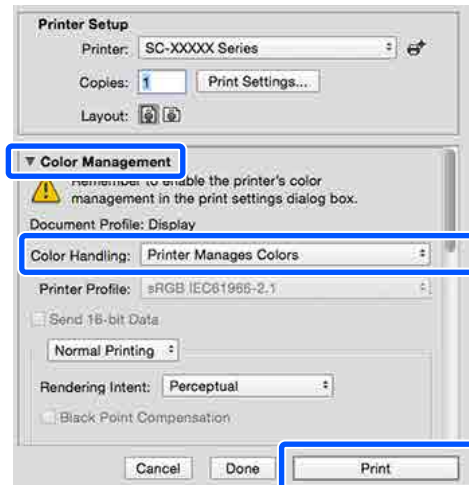 Printer Setup
Printer: SC-XXXXX Series
Copies: 1 Print Settings...
Layout:
▼ Color Management
Remember to enable the printer's color
management in the print settings dialog box.
Document Profile: Display
Color Handling: Printer Manages Colors
Printer Profile: sRGB IEC61966-2.1
Send 16-bit Data
Normal Printing
Rendering Intent: Perceptual
Black Point Compensation
Cancel Done Print